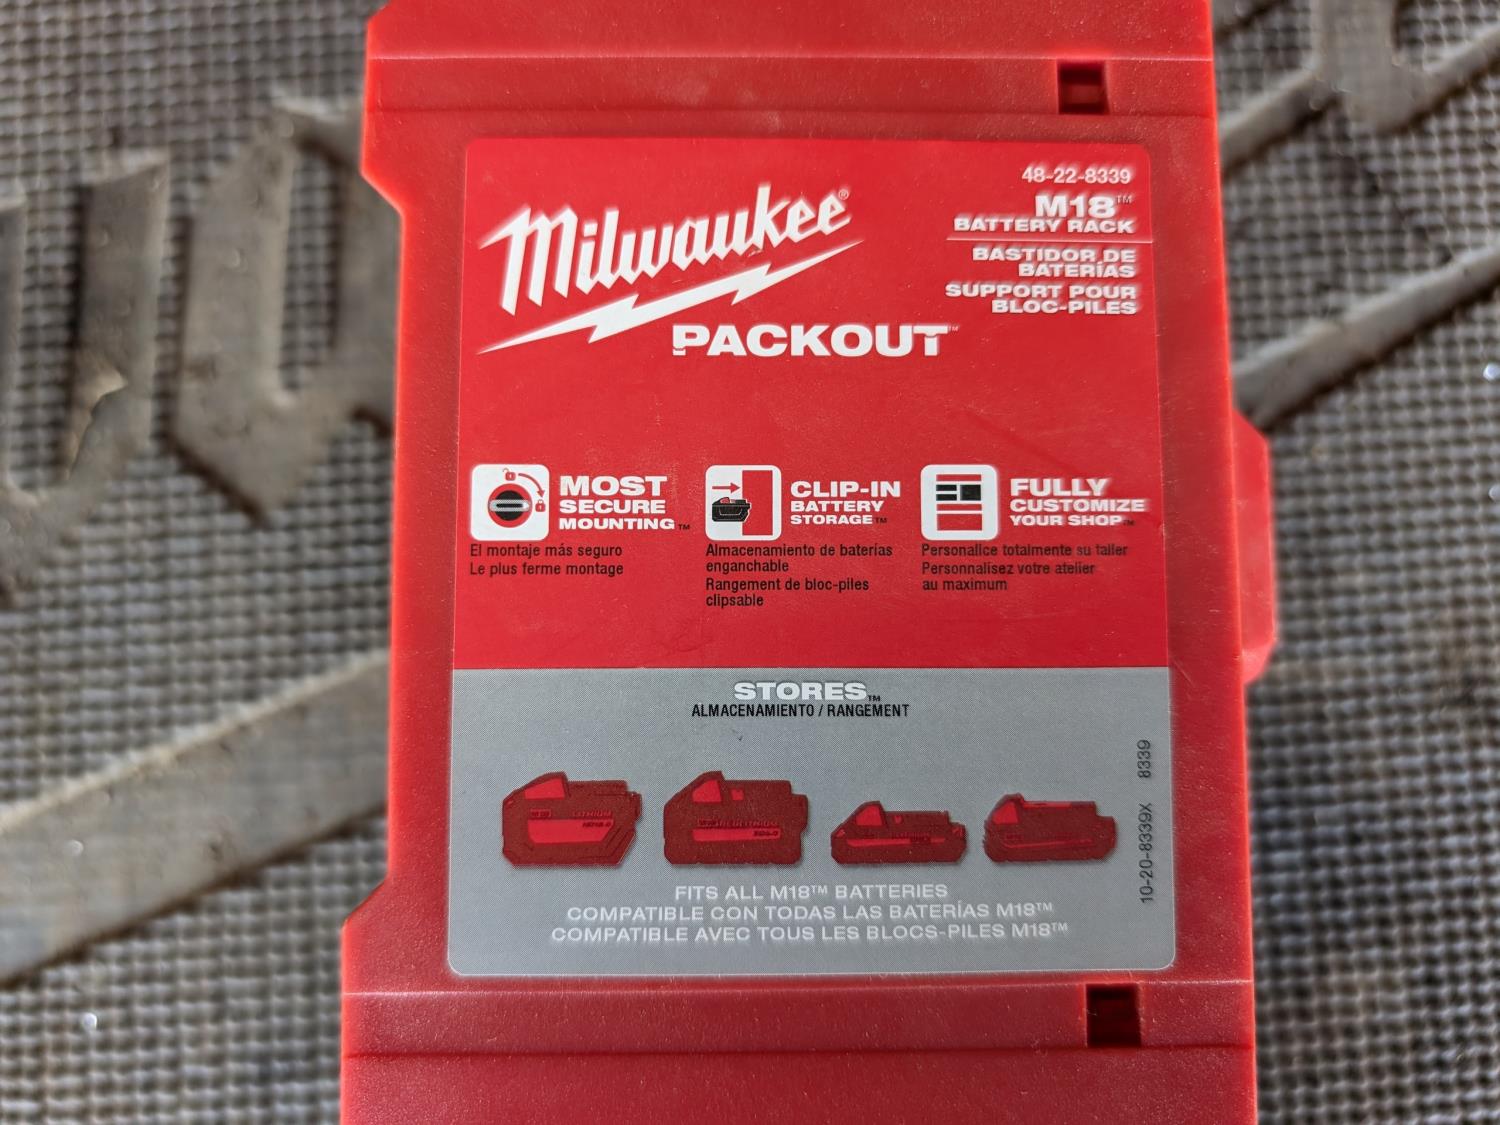 Milwaukee®
PACKOUT™
48-22-8339
M18™
BATTERY RACK
BASTIDOR DE
BATERÍAS
SUPPORT POUR
BLOC-PILES
MOST
SECURE
MOUNTING™
El montaje más seguro
Le plus ferme montage
CLIP-IN
BATTERY
STORAGE™
Almacenamiento de baterías
enganchable
Rangement de bloc-piles
clipsable
FULLY
CUSTOMIZE
YOUR SHOP™
Personalice totalmente su taller
Personnalisez votre atelier
au maximum
STORES™
ALMACENAMIENTO / RANGEMENT
LITHIUM
FITS ALL M18™ BATTERIES
COMPATIBLE CON TODAS LAS BATERÍAS M18™
COMPATIBLE AVEC TOUS LES BLOCS-PILES M18™
10-20-8339X 8339